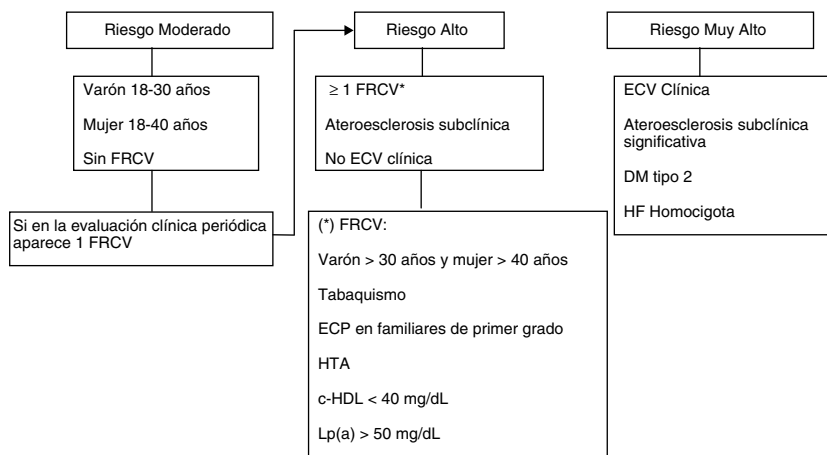 Riesgo Moderado
Varón 18-30 años
Mujer 18-40 años
Sin FRCV
Si en la evaluación clínica periódica
aparece 1 FRCV
Riesgo Alto
≥ 1 FRCV*
Ateroesclerosis subclínica
No ECV clínica
(*) FRCV:
Varón > 30 años y mujer > 40 años
Tabaquismo
ECP en familiares de primer grado
HTA
c-HDL < 40 mg/dL
Lp(a) > 50 mg/dL
Riesgo Muy Alto
ECV Clínica
Ateroesclerosis subclínica
significativa
DM tipo 2
HF Homocigota